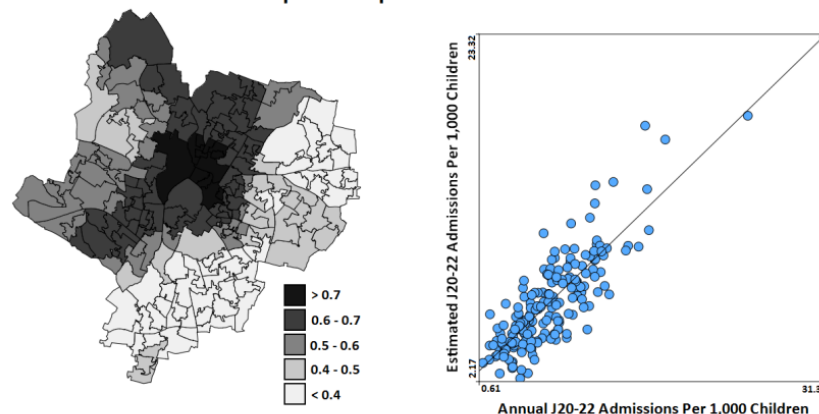 > 0.7
0.6 - 0.7
0.5 - 0.6
0.4 - 0.5
< 0.4
23.32
Estimated J20-22 Admissions Per 1,000 Children
2.17
0.61
31.3
Annual J20-22 Admissions Per 1,000 Children